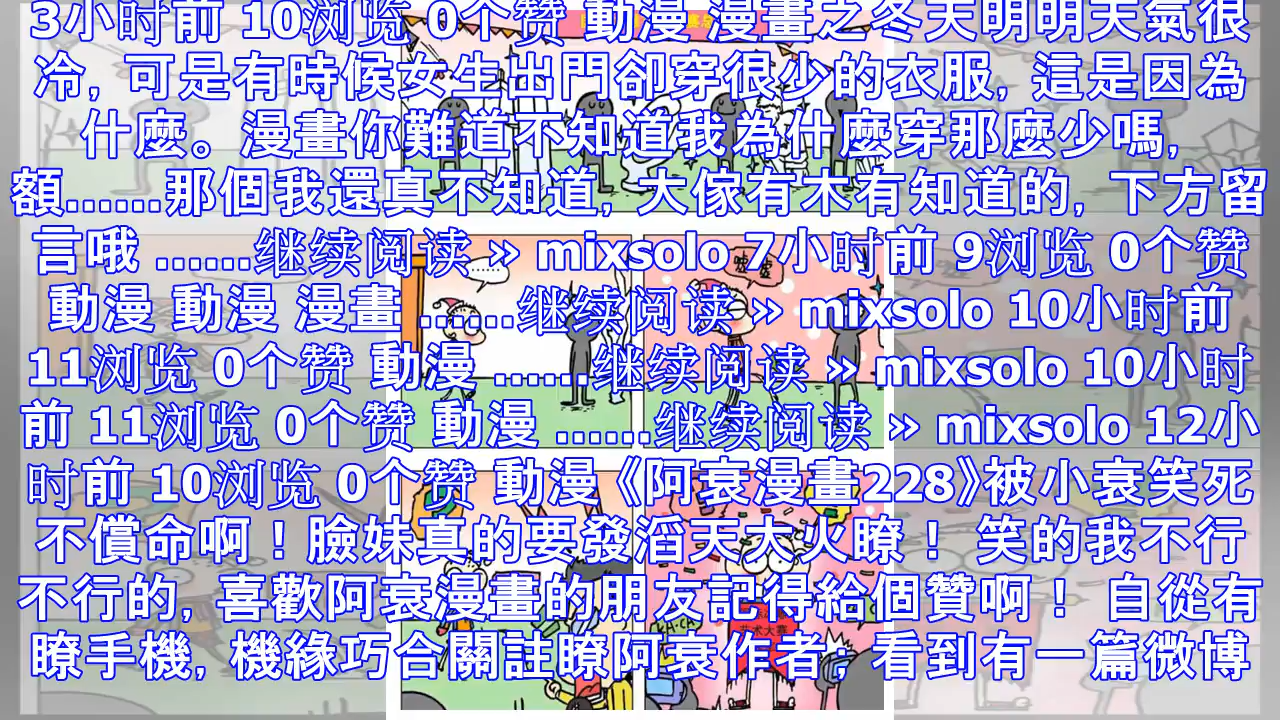 3小时前 10浏览 0个赞 動漫 漫畫之冬天明明天氣很
冷, 可是有時候女生出門卻穿很少的衣服, 這是因為
什麼。漫畫你難道不知道我為什麼穿那麼少嗎,
額......那個我還真不知道, 大傢有木有知道的, 下方留
言哦 ......继续阅读 » mixsolo 7小时前 9浏览 0个赞
動漫 動漫 漫畫 ......继续阅读 » mixsolo 10小时前
11浏览 0个赞 動漫 ......继续阅读 » mixsolo 10小时
前 11浏览 0个赞 動漫 ......继续阅读 » mixsolo 12小
时前 10浏览 0个赞 動漫《阿衰漫畫228》被小衰笑死
不償命啊！臉妹真的要發滔天大火瞭！ 笑的我不行
不行的, 喜歡阿衰漫畫的朋友記得給個贊啊！ 自從有
瞭手機, 機緣巧合關註瞭阿衰作者; 看到有一篇微博